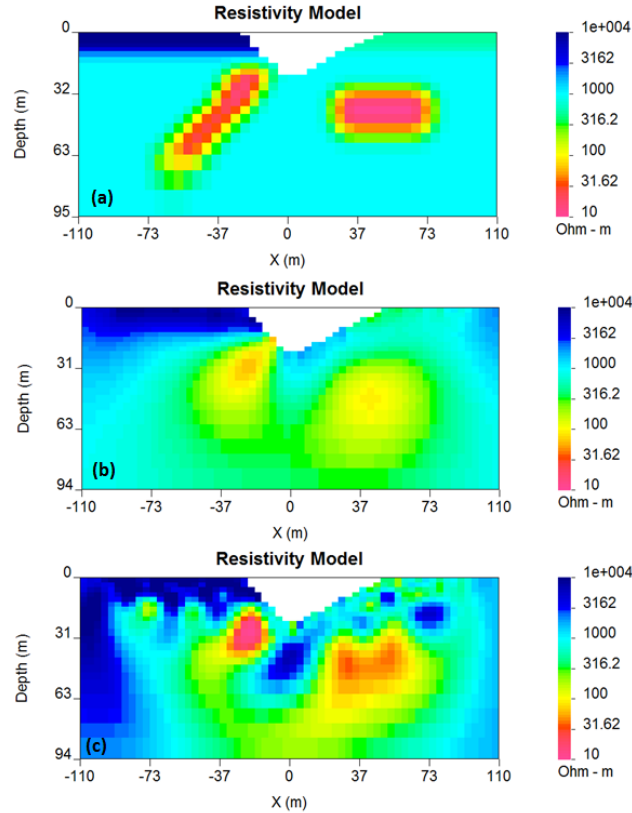 Resistivity Model
0
32
63
95
Depth (m)
-110 -73 -37 0 37 73 110
X (m)
1e+004
3162
1000
316.2
100
31.62
10
Ohm - m
(a)
Resistivity Model
0
31
63
94
Depth (m)
-110 -73 -37 0 37 73 110
X (m)
1e+004
3162
1000
316.2
100
31.62
10
Ohm - m
(b)
Resistivity Model
0
31
63
94
Depth (m)
-110 -73 -37 0 37 73 110
X (m)
1e+004
3162
1000
316.2
100
31.62
10
Ohm - m
(c)